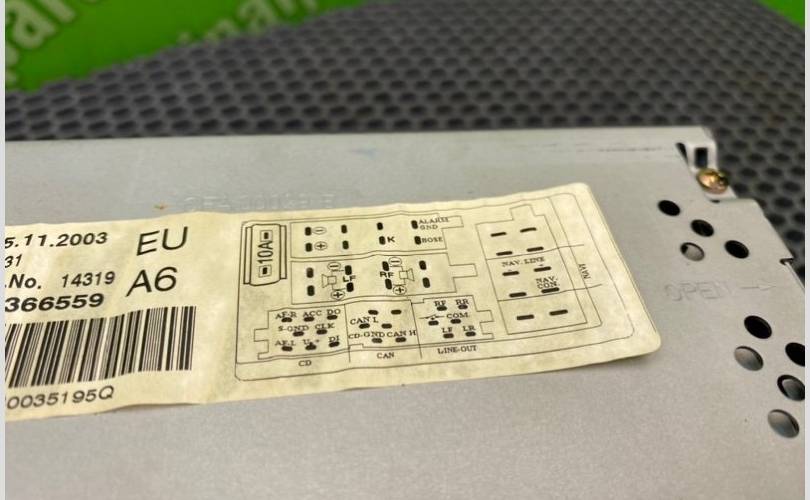 5.11.2003 EU
31
.No. 14319 A6
366559
0035195Q
10A
ALARM
GND
K BOSE
LF RF
NAV. LINE
NAV.
CON.
NAVI
AF-R ACC DO
S-GND CLK
AF-L U+ DI
CD
CAN L
CD-GND CAN H
CAN
RF RR
COM.
LF LR
LINE-OUT
OPEN